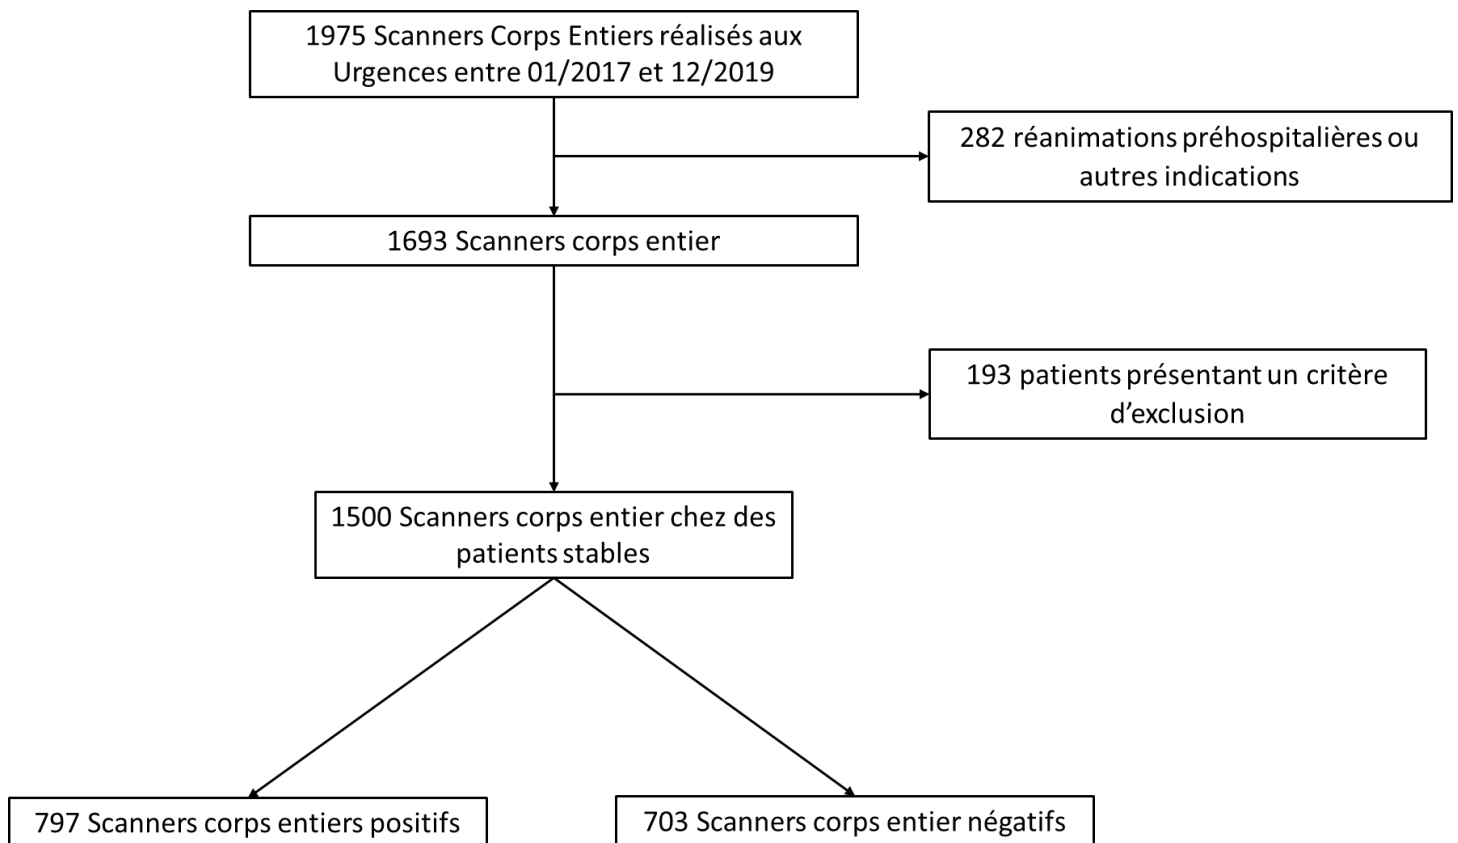 1975 Scanners Corps Entiers réalisés aux
Urgences entre 01/2017 et 12/2019
282 réanimations préhospitalières ou
autres indications
1693 Scanners corps entier
193 patients présentant un critère
d’exclusion
1500 Scanners corps entier chez des
patients stables
797 Scanners corps entiers positifs
703 Scanners corps entier négatifs